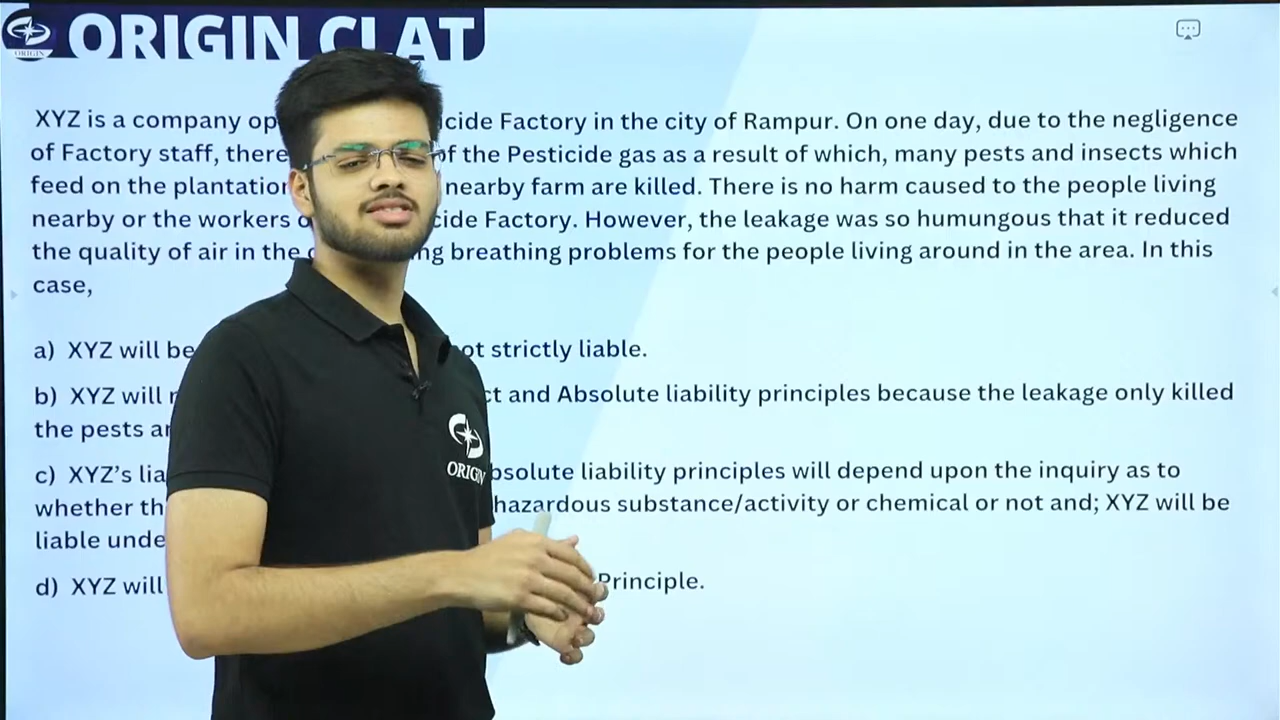 ORIGIN CLAT
ORIGIN
XYZ is a company icide Factory in the city of Rampur. On one day, due to the negligence
of Factory staff, there of the Pesticide gas as a result of which, many pests and insects which
feed on the nearby farm are killed. There is no harm caused to the people living
nearby or the workers cide Factory. However, the leakage was so humungous that it reduced
the quality of air in the ng breathing problems for the people living around in the area. In this
case,
a) XYZ will be ot strictly liable.
b) XYZ will ct and Absolute liability principles because the leakage only killed
the pests
c) XYZ's bsolute liability principles will depend upon the inquiry as to
whether hazardous substance/activity or chemical or not and; XYZ will be
liable
d) XYZ will Principle.
ORIGIN